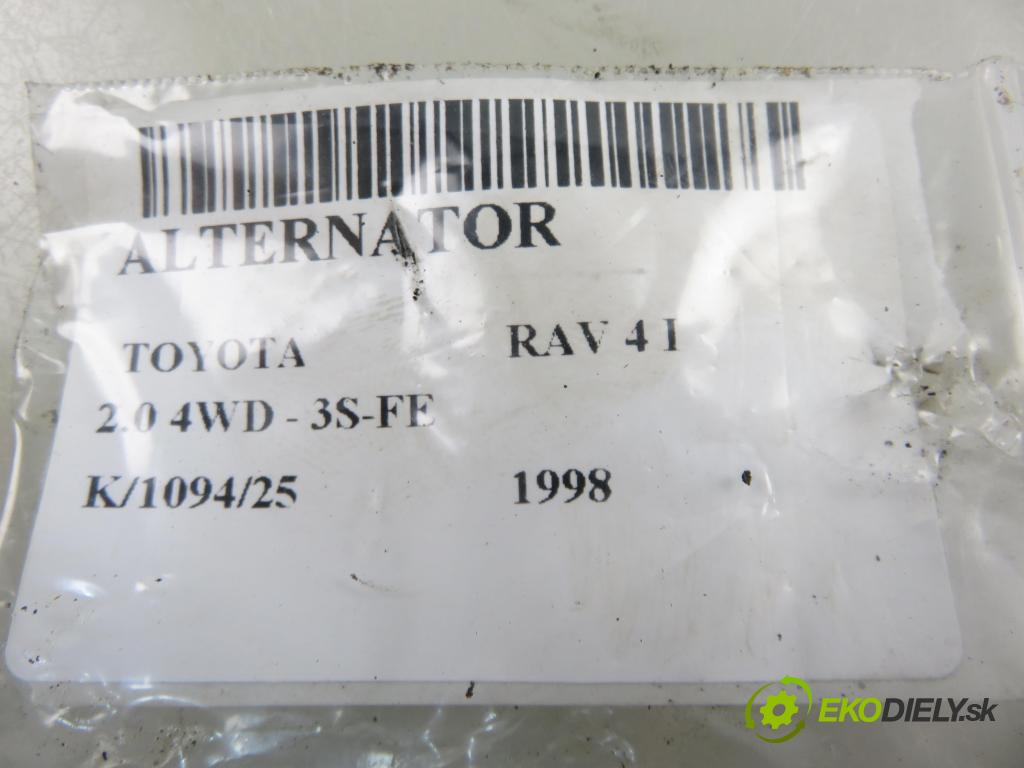 ALTERNATOR
TOYOTA RAV 4 I
2.0 4WD - 3S-FE
K/1094/25 1998
EKODIELY.sk